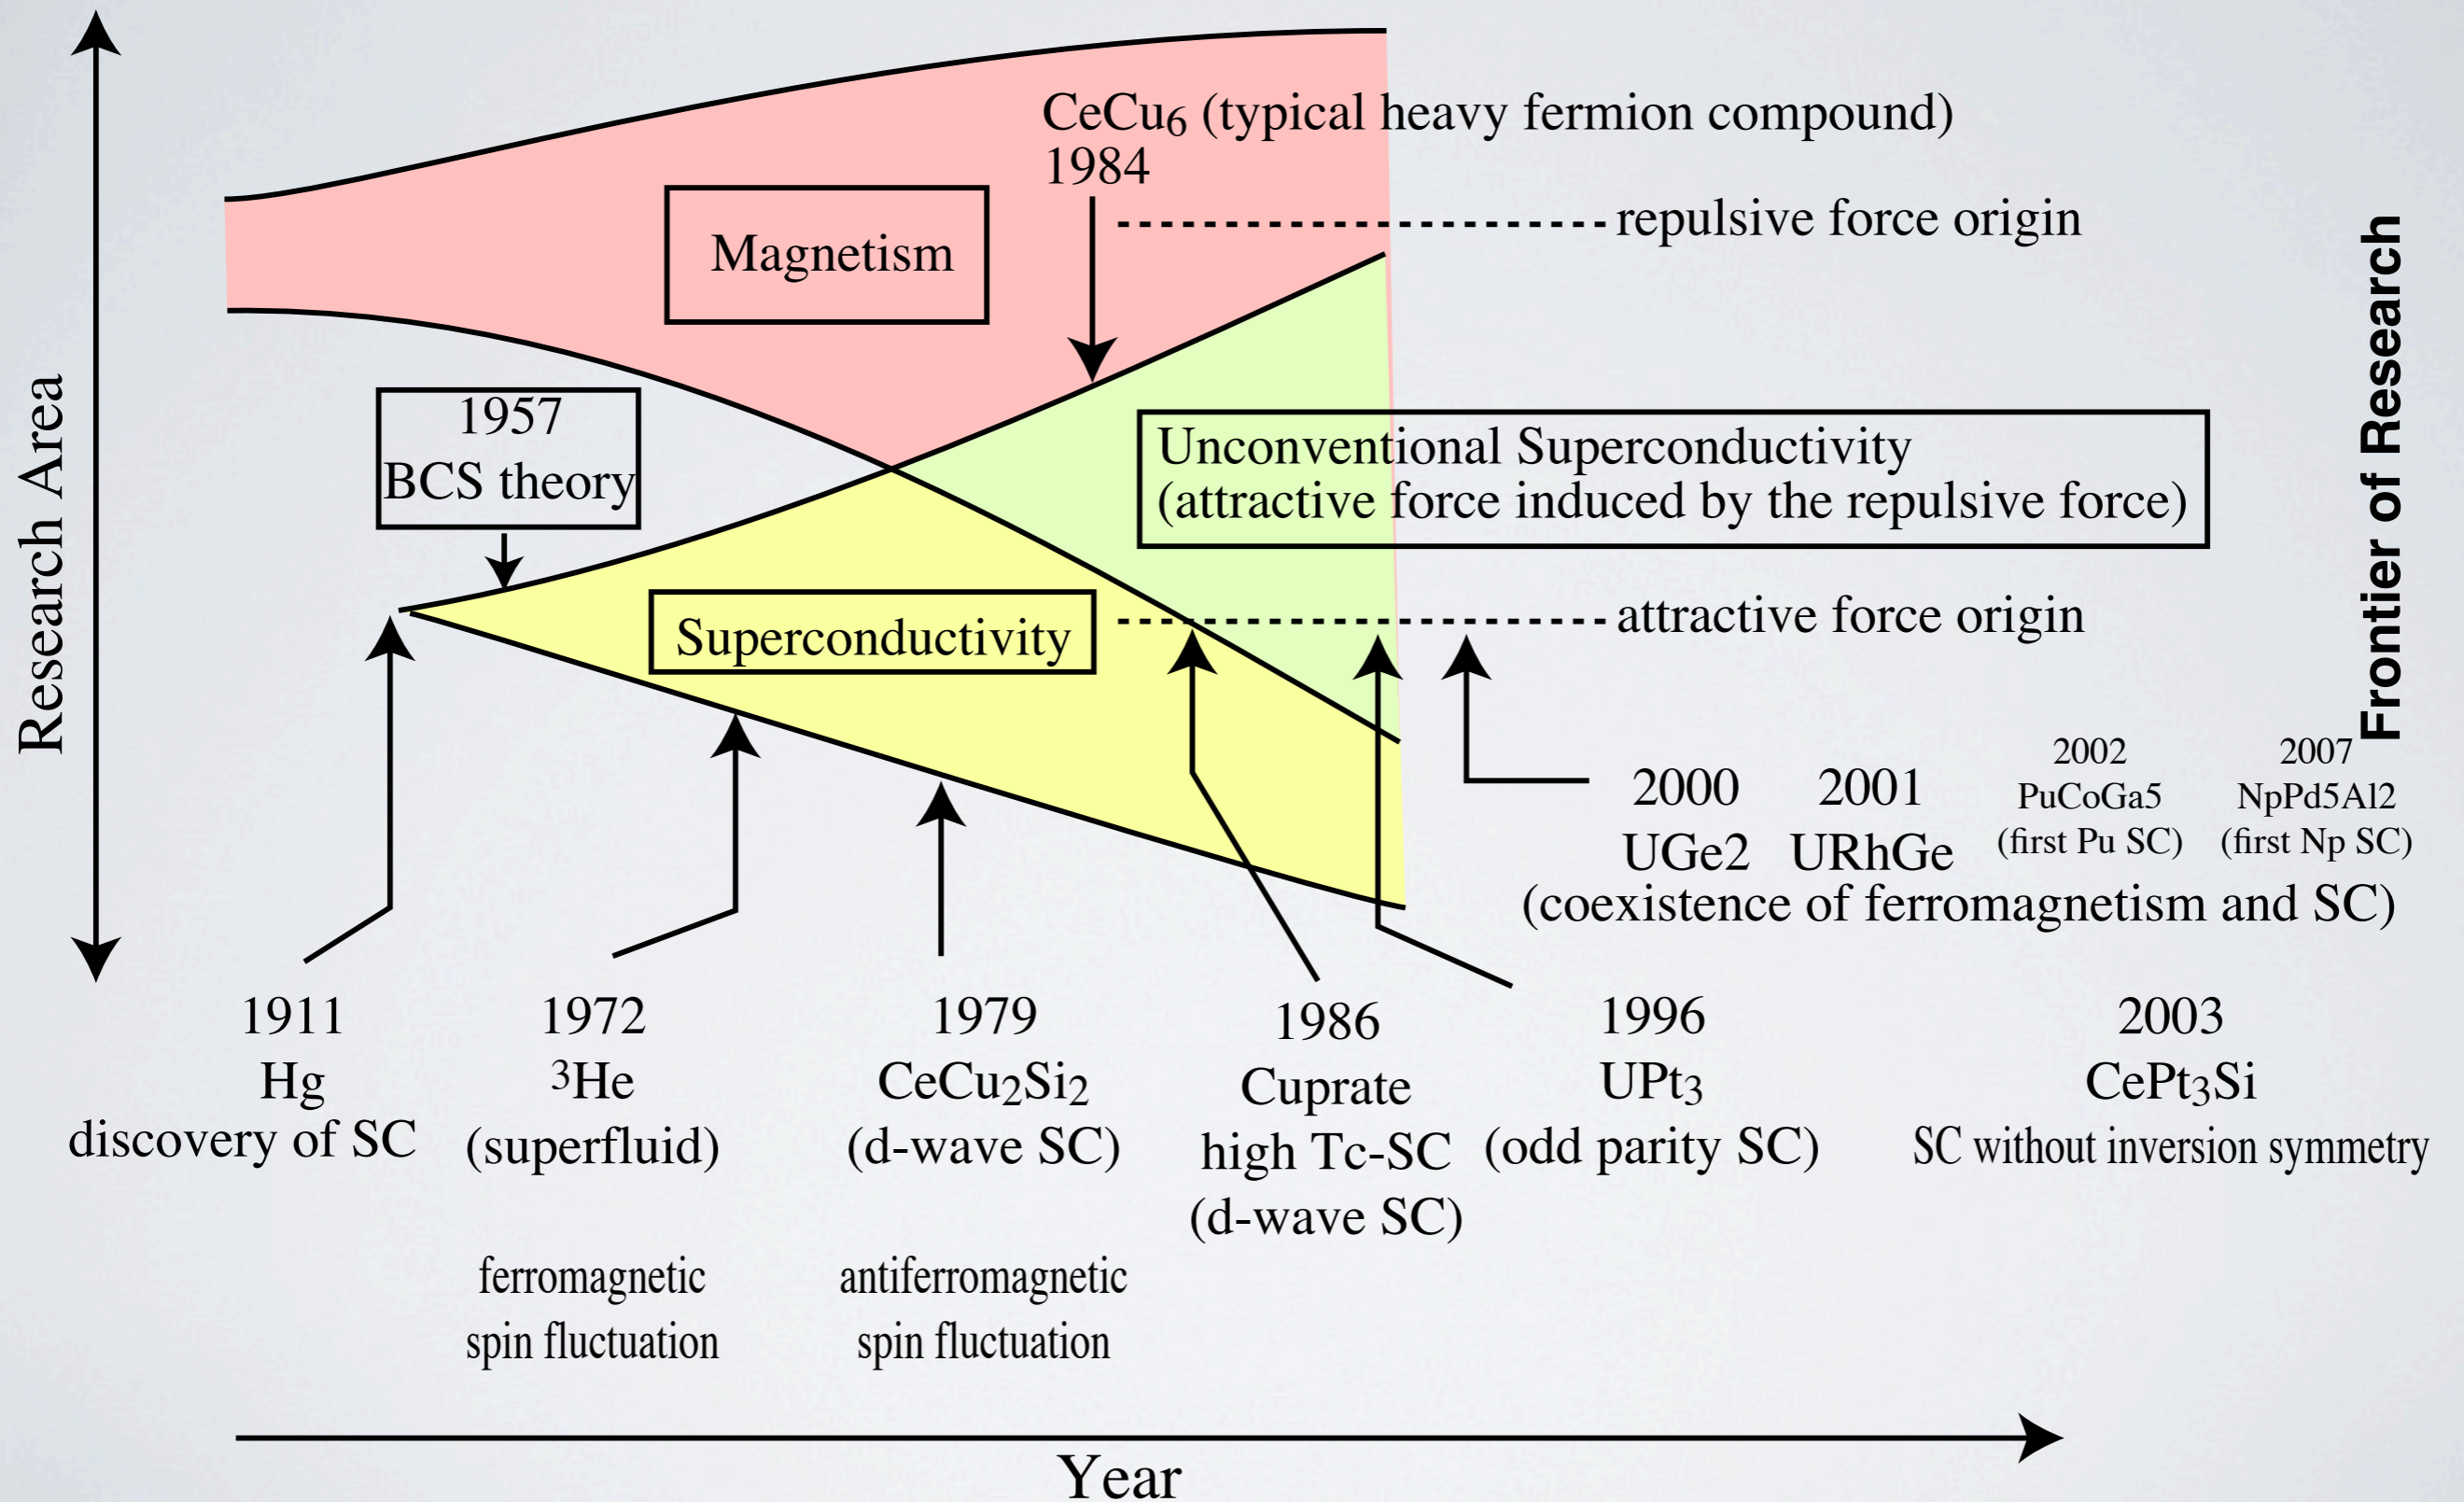 CeCu6 (typical heavy fermion compound)
1984
repulsive force origin
Magnetism
1957
BCS theory
Unconventional Superconductivity
(attractive force induced by the repulsive force)
Superconductivity
attractive force origin
Research Area
Frontier of Research
2000
UGe2
2001
URhGe
2002
PuCoGa5
(first Pu SC)
2007
NpPd5Al2
(first Np SC)
(coexistence of ferromagnetism and SC)
1911
Hg
discovery of SC
1972
3He
(superfluid)
ferromagnetic
spin fluctuation
1979
CeCu2Si2
(d-wave SC)
antiferromagnetic
spin fluctuation
1986
Cuprate
high Tc-SC
(d-wave SC)
1996
UPt3
(odd parity SC)
2003
CePt3Si
SC without inversion symmetry
Year